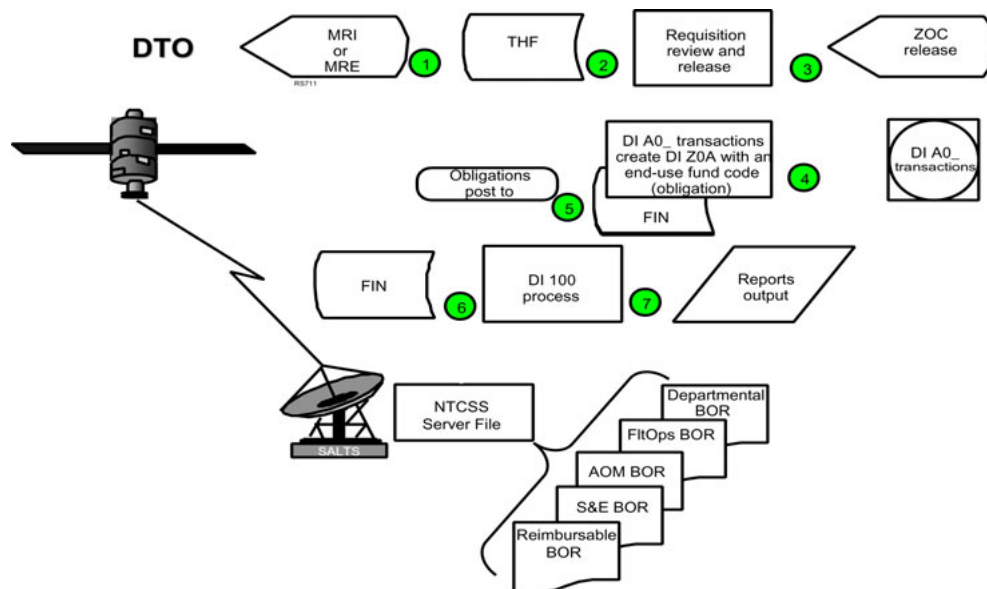 DTO
MRI
or
MRE
RS711
1
THF
2
Requisition
review and
release
3
ZOC
release
DI A0_ transactions
create DI Z0A with an
end-use fund code
(obligation)
4
DI A0_
transactions
Obligations
post to
5
FIN
FIN
6
DI 100
process
7
Reports
output
NTCSS
Server File
SALTS
Departmental
BOR
FltOps BOR
AOM BOR
S&E BOR
Reimbursable
BOR